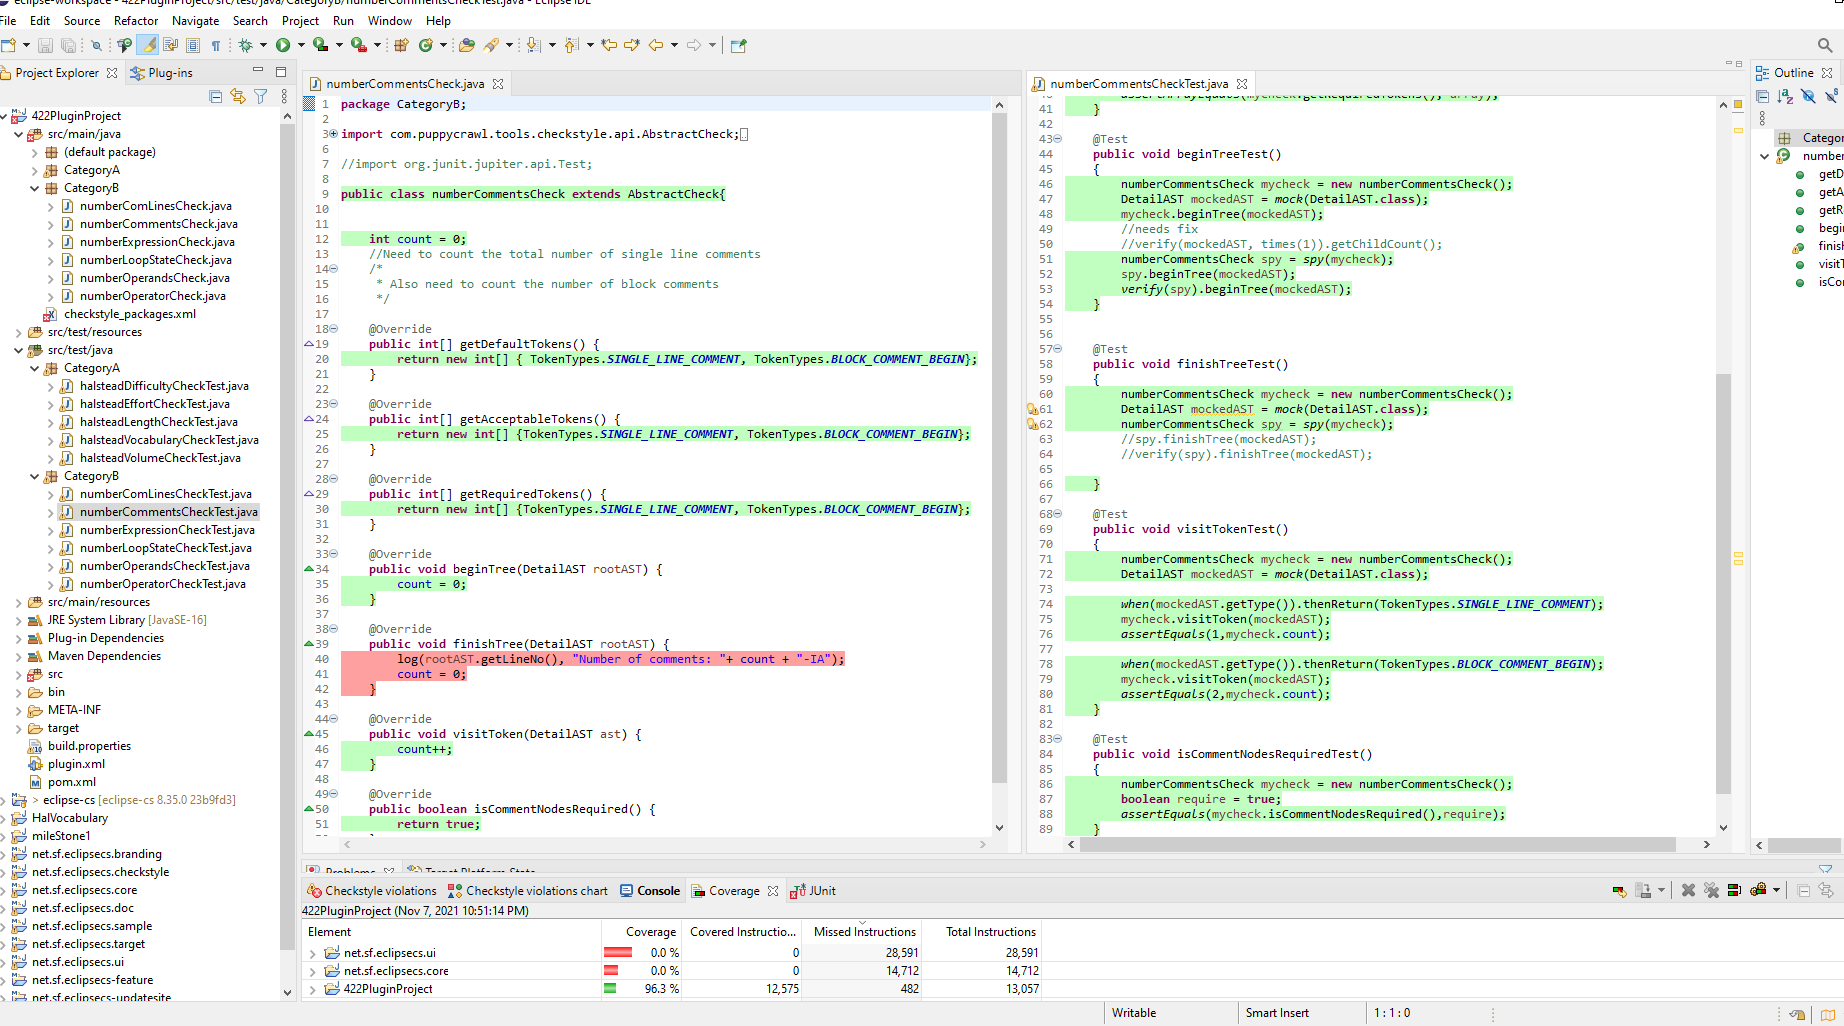 eclipse-workspace - 422PluginProject/src/test/java/CategoryB/numberCommentsCheckTest.java - Eclipse IDE
File Edit Source Refactor Navigate Search Project Run Window Help
Project Explorer
Plug-ins
422PluginProject
src/main/java
(default package)
CategoryA
CategoryB
numberComLinesCheck.java
numberCommentsCheck.java
numberExpressionCheck.java
numberLoopStateCheck.java
numberOperandsCheck.java
numberOperatorCheck.java
checkstyle_packages.xml
src/test/resources
src/test/java
CategoryA
halsteadDifficultyCheckTest.java
halsteadEffortCheckTest.java
halsteadLengthCheckTest.java
halsteadVocabularyCheckTest.java
halsteadVolumeCheckTest.java
CategoryB
numberComLinesCheckTest.java
numberCommentsCheckTest.java
numberExpressionCheckTest.java
numberLoopStateCheckTest.java
numberOperandsCheckTest.java
numberOperatorCheckTest.java
src/main/resources
JRE System Library [JavaSE-16]
Plug-in Dependencies
Maven Dependencies
src
bin
META-INF
target
build.properties
plugin.xml
pom.xml
> eclipse-cs [eclipse-cs 8.35.0 23b9fd3]
HalVocabulary
mileStone1
net.sf.eclipsecs.branding
net.sf.eclipsecs.checkstyle
net.sf.eclipsecs.core
net.sf.eclipsecs.doc
net.sf.eclipsecs.sample
net.sf.eclipsecs.target
net.sf.eclipsecs.ui
net.sf.eclipsecs-feature
net.sf.eclipsecs-updatesite
numberCommentsCheck.java
1 package CategoryB;
2
3 import com.puppycrawl.tools.checkstyle.api.AbstractCheck;
6
7 //import org.junit.jupiter.api.Test;
8
9 public class numberCommentsCheck extends AbstractCheck{
10
11
12 int count = 0;
13 //Need to count the total number of single line comments
14 /*
15 * Also need to count the number of block comments
16 */
17
18 @Override
19 public int[] getDefaultTokens() {
20 return new int[] { TokenTypes.SINGLE_LINE_COMMENT, TokenTypes.BLOCK_COMMENT_BEGIN};
21 }
22
23 @Override
24 public int[] getAcceptableTokens() {
25 return new int[] {TokenTypes.SINGLE_LINE_COMMENT, TokenTypes.BLOCK_COMMENT_BEGIN};
26 }
27
28 @Override
29 public int[] getRequiredTokens() {
30 return new int[] {TokenTypes.SINGLE_LINE_COMMENT, TokenTypes.BLOCK_COMMENT_BEGIN};
31 }
32
33 @Override
34 public void beginTree(DetailAST rootAST) {
35 count = 0;
36 }
37
38 @Override
39 public void finishTree(DetailAST rootAST) {
40 log(rootAST.getLineNo(), "Number of comments: "+ count + "-IA");
41 count = 0;
42 }
43
44 @Override
45 public void visitToken(DetailAST ast) {
46 count++;
47 }
48
49 @Override
50 public boolean isCommentNodesRequired() {
51 return true;
numberCommentsCheckTest.java
assertArrayEquals(mycheck.getRequiredTokens(), array);
41 }
42
43 @Test
44 public void beginTreeTest()
45 {
46 numberCommentsCheck mycheck = new numberCommentsCheck();
47 DetailAST mockedAST = mock(DetailAST.class);
48 mycheck.beginTree(mockedAST);
49 //needs fix
50 //verify(mockedAST, times(1)).getChildCount();
51 numberCommentsCheck spy = spy(mycheck);
52 spy.beginTree(mockedAST);
53 verify(spy).beginTree(mockedAST);
54 }
55
56
57 @Test
58 public void finishTreeTest()
59 {
60 numberCommentsCheck mycheck = new numberCommentsCheck();
61 DetailAST mockedAST = mock(DetailAST.class);
62 numberCommentsCheck spy = spy(mycheck);
63 //spy.finishTree(mockedAST);
64 //verify(spy).finishTree(mockedAST);
65
66 }
67
68 @Test
69 public void visitTokenTest()
70 {
71 numberCommentsCheck mycheck = new numberCommentsCheck();
72 DetailAST mockedAST = mock(DetailAST.class);
73
74 when(mockedAST.getType()).thenReturn(TokenTypes.SINGLE_LINE_COMMENT);
75 mycheck.visitToken(mockedAST);
76 assertEquals(1,mycheck.count);
77
78 when(mockedAST.getType()).thenReturn(TokenTypes.BLOCK_COMMENT_BEGIN);
79 mycheck.visitToken(mockedAST);
80 assertEquals(2,mycheck.count);
81 }
82
83 @Test
84 public void isCommentNodesRequiredTest()
85 {
86 numberCommentsCheck mycheck = new numberCommentsCheck();
87 boolean require = true;
88 assertEquals(mycheck.isCommentNodesRequired(),require);
89 }
Outline
Categor
number
getD
getA
getR
begi
finish
visitT
isCor
Problems Target Platform State
Checkstyle violations Checkstyle violations chart Console Coverage JUnit
422PluginProject (Nov 7, 2021 10:51:14 PM)
Element Coverage Covered Instructio... Missed Instructions Total Instructions
net.sf.eclipsecs.ui 0.0 % 0 28,591 28,591
net.sf.eclipsecs.core 0.0 % 0 14,712 14,712
422PluginProject 96.3 % 12,575 482 13,057
Writable Smart Insert 1 : 1 : 0